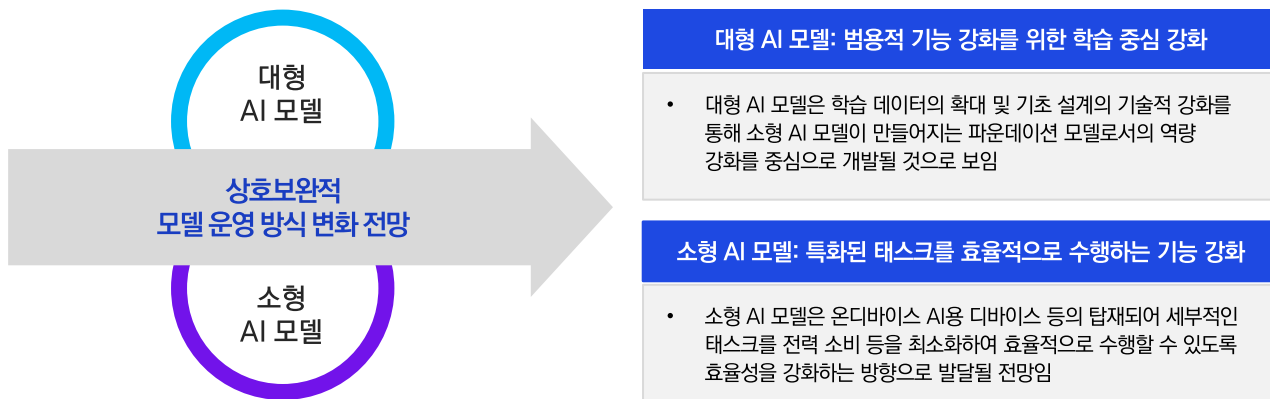 대형
AI 모델
상호보완적
모델 운영 방식 변화 전망
소형
AI 모델
대형 AI 모델: 범용적 기능 강화를 위한 학습 중심 강화
• 대형 AI 모델은 학습 데이터의 확대 및 기초 설계의 기술적 강화를
통해 소형 AI 모델이 만들어지는 파운데이션 모델로서의 역량
강화를 중심으로 개발될 것으로 보임
소형 AI 모델: 특화된 태스크를 효율적으로 수행하는 기능 강화
• 소형 AI 모델은 온디바이스 AI용 디바이스 등의 탑재되어 세부적인
태스크를 전력 소비 등을 최소화하여 효율적으로 수행할 수 있도록
효율성을 강화하는 방향으로 발달될 전망임